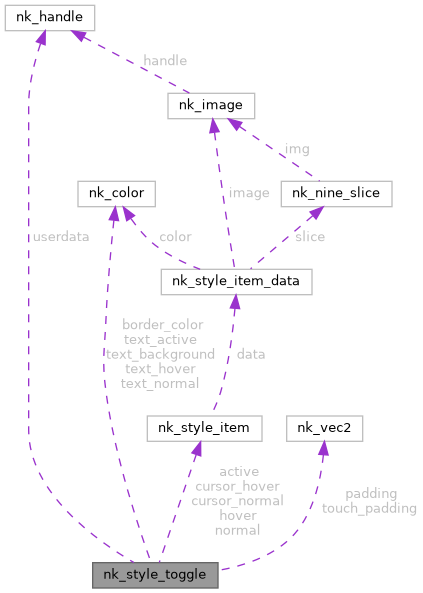 nk_handle
handle
nk_image
img
nk_color
image
nk_nine_slice
userdata
color
slice
nk_style_item_data
border_color
text_active
text_background
text_hover
text_normal
data
nk_style_item
nk_vec2
active
cursor_hover
cursor_normal
hover
normal
padding
touch_padding
nk_style_toggle